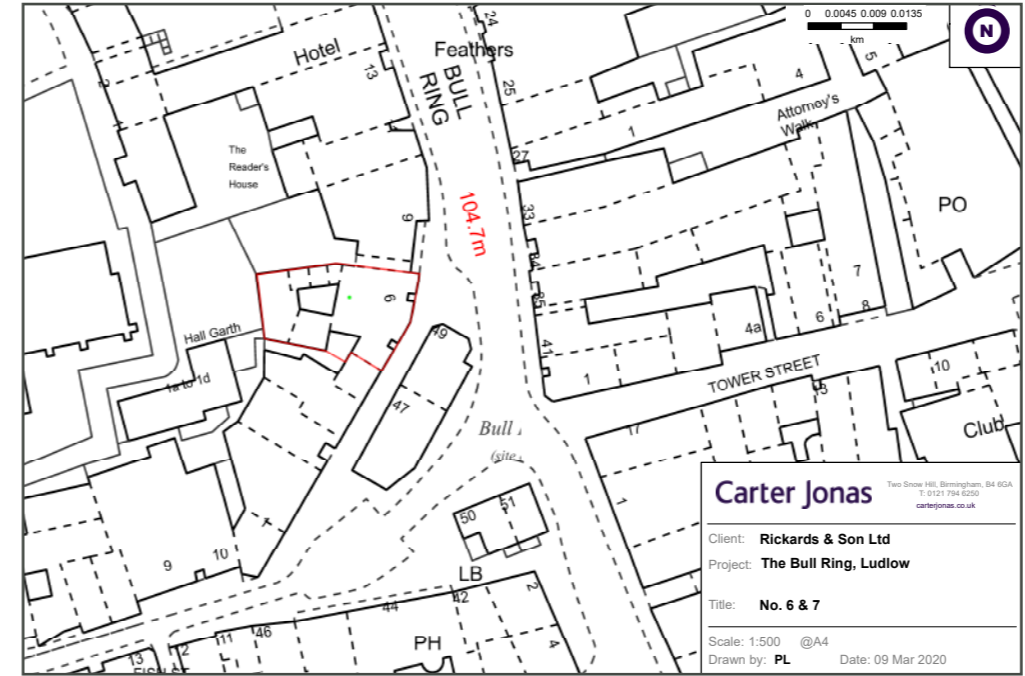 0 0.0045 0.009 0.0135
km
N
24
Feathers
Hotel
BULL
RING
13
25
4
5
Attorney's
Walk
1
27
The
Reader's
House
PO
33
9
104.7m
34
35
7
8
6
6
4a
49
41
Hall Garth
1a to 1d
TOWER STREET
1
10
47
17
Club
Bull
(site
1
1
50
51
9
10
LB
42
44
46
11
12
13
2
4
PH
Carter Jonas
Two Snow Hill, Birmingham, B4 6GA
T: 0121 794 6250
carterjonas.co.uk
Client: Rickards & Son Ltd
Project: The Bull Ring, Ludlow
Title: No. 6 & 7
Scale: 1:500 @A4
Drawn by: PL Date: 09 Mar 2020